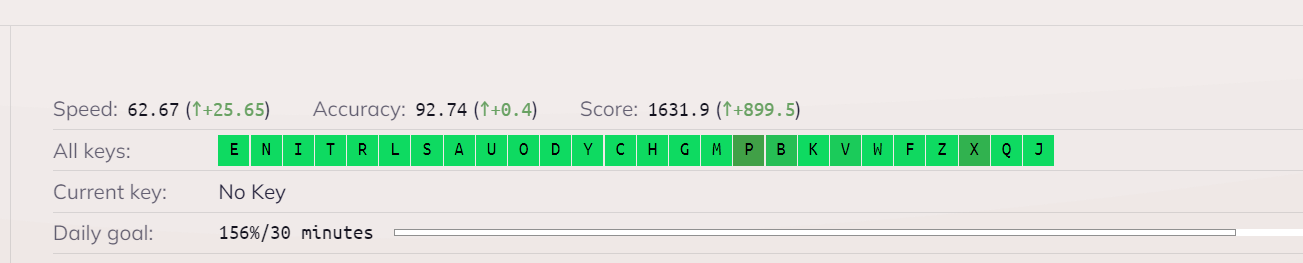 Speed: 62.67 (↑+25.65) Accuracy: 92.74 (↑+0.4) Score: 1631.9 (↑+899.5)
All keys: E N I T R L S A U O D Y C H G M P B K V W F Z X Q J
Current key: No Key
Daily goal: 156%/30 minutes